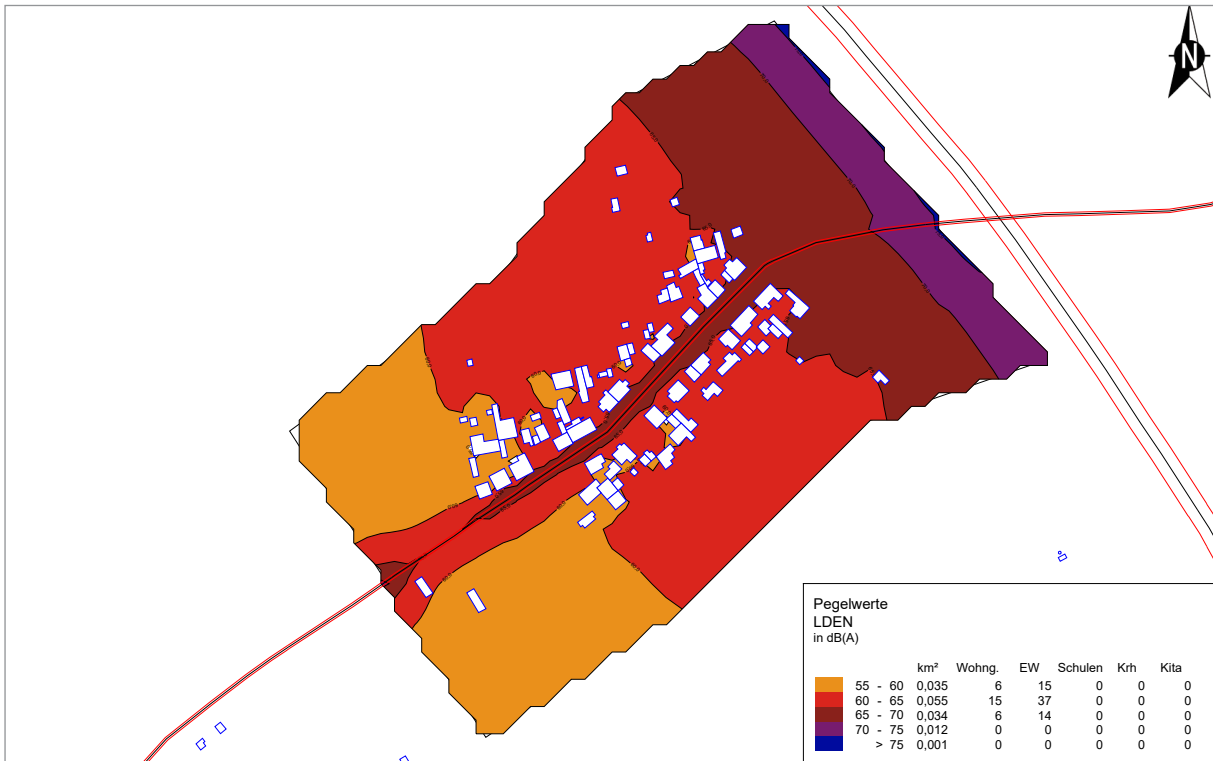 N
Pegelwerte
LDEN
in dB(A)
km² Wohng. EW Schulen Krh Kita
55 - 60 0,035 6 15 0 0 0
60 - 65 0,055 15 37 0 0 0
65 - 70 0,034 6 14 0 0 0
70 - 75 0,012 0 0 0 0 0
> 75 0,001 0 0 0 0 0